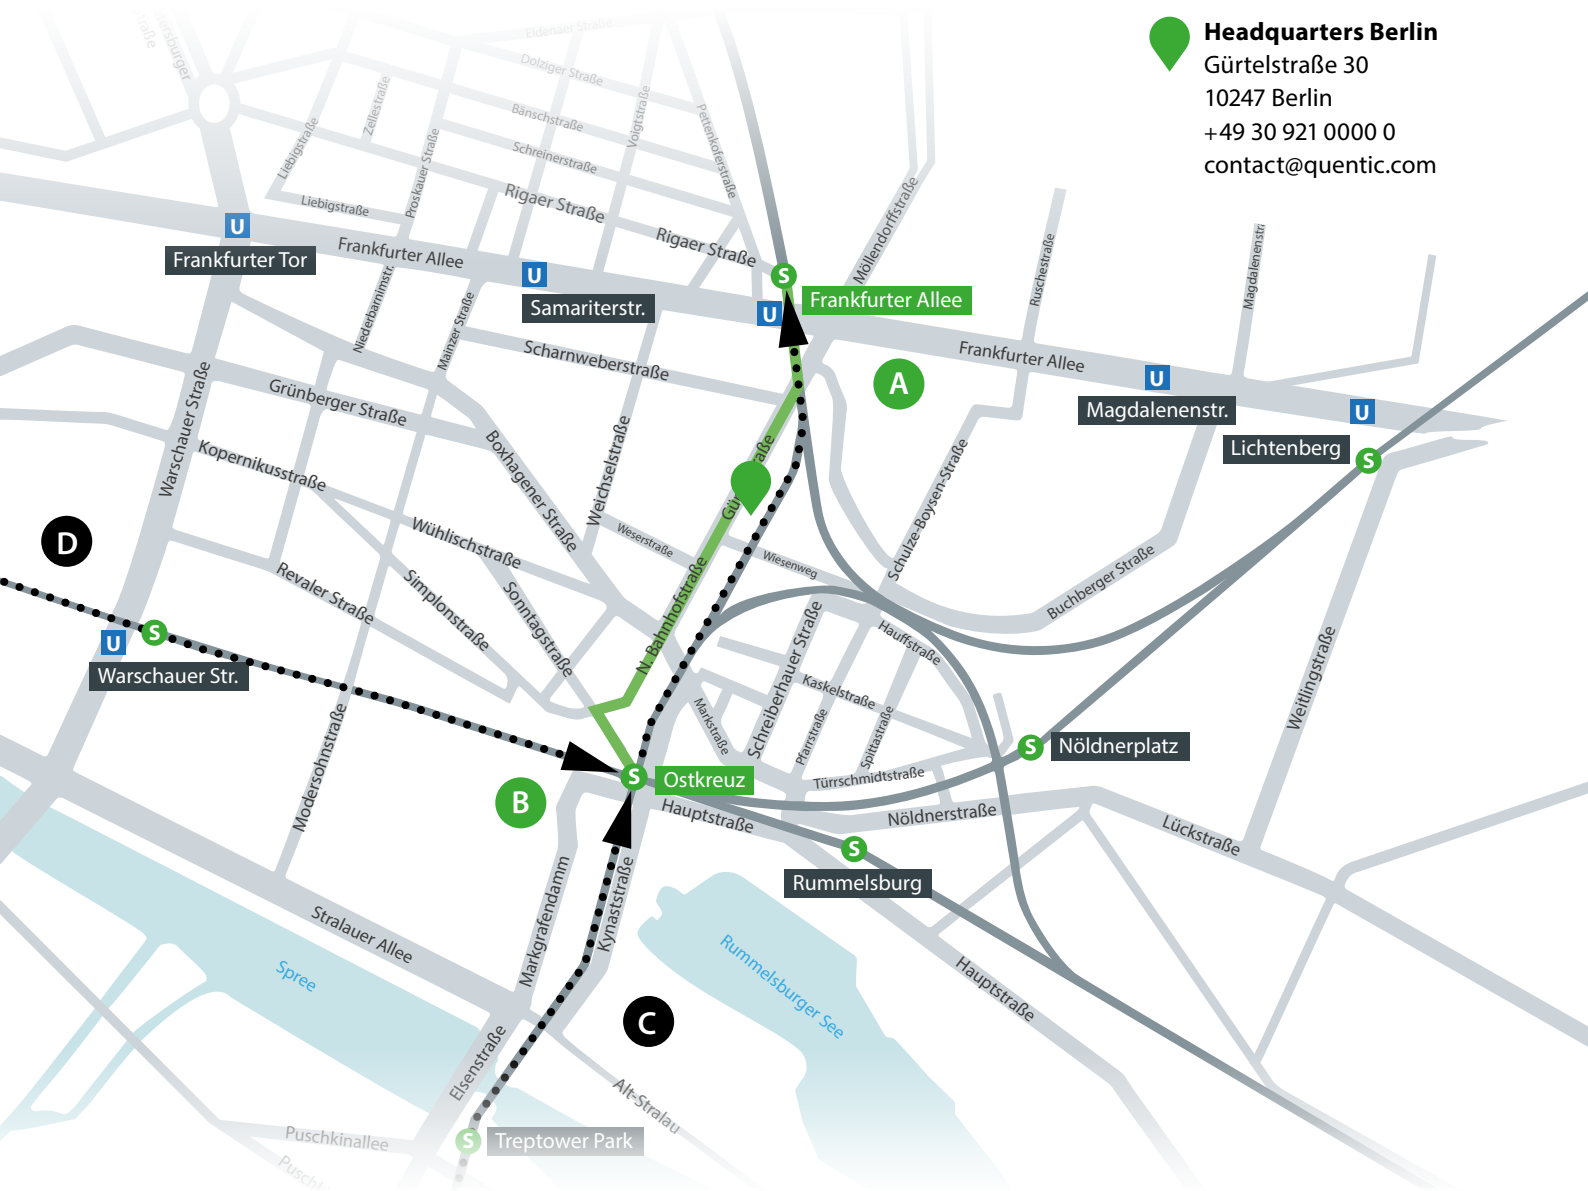 Headquarters Berlin
Gürtelstraße 30
10247 Berlin
+49 30 921 0000 0
contact@quentic.com
Eldenaer Straße
Dolziger Straße
Bänschstraße
Schreinerstraße
Voigtstraße
Pettenkoferstraße
Zellestraße
Liebigstraße
Liebigstraße
Proskauer Straße
Rigaer Straße
Rigaer Straße
Möllendorffstraße
Ruschestraße
U
Frankfurter Tor
Frankfurter Allee
U
Samariterstr.
S
Frankfurter Allee
U
Niederbarnimstr.
Mainzer Straße
Scharnweberstraße
Frankfurter Allee
A
U
Magdalenenstr.
U
Lichtenberg
S
Warschauer Straße
Grünberger Straße
Kopernikusstraße
Boxhagener Straße
Weichselstraße
Weserstraße
Wiesenweg
Schulze-Boysen-Straße
Buchberger Straße
D
Wühlischstraße
Revaler Straße
Simplonstraße
Sonntagstraße
N. Bahnhofstraße
U
S
Warschauer Str.
Schreiberhauer Straße
Hauffstraße
Kaskelstraße
Markstraße
Pfarrstraße
Spittastraße
Türrschmidtstraße
Weitlingstraße
S
Nöldnerplatz
S
Ostkreuz
B
Modersohnstraße
Hauptstraße
Nöldnerstraße
Lückstraße
S
Rummelsburg
Markgrafendamm
Kynaststraße
Stralauer Allee
Spree
Rummelsburger See
Hauptstraße
C
Elsenstraße
Alt-Stralau
Puschkinallee
S
Treptower Park